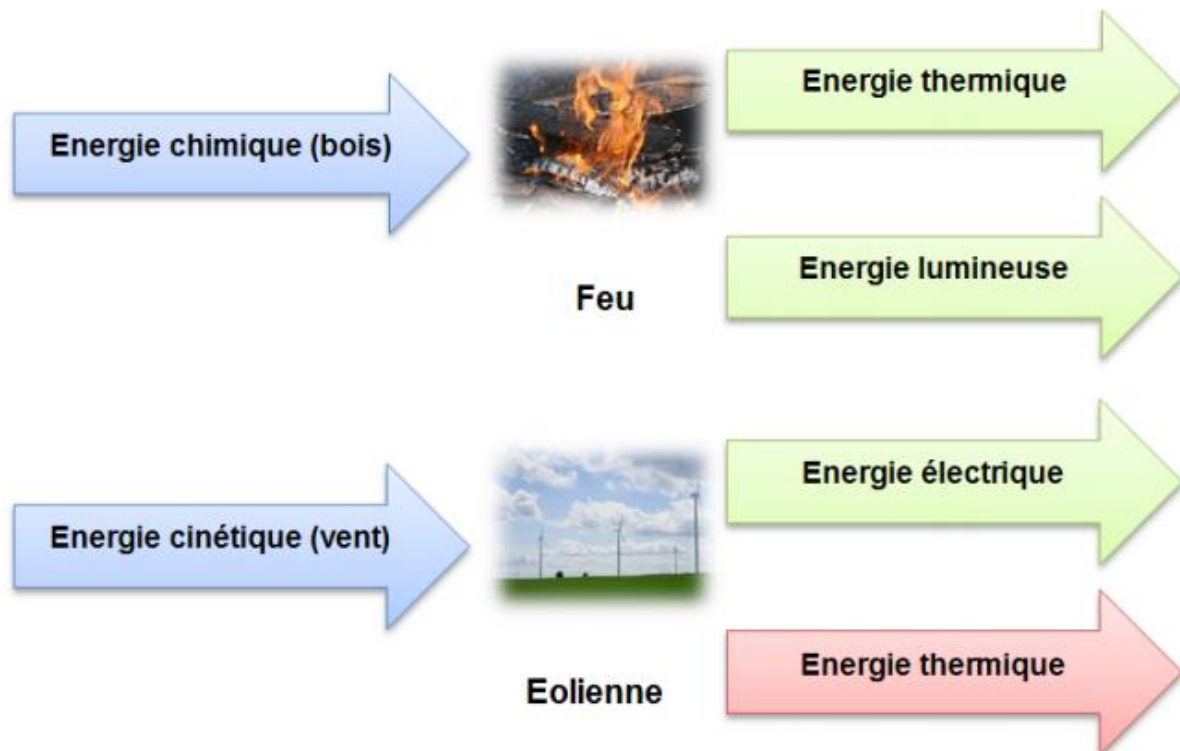 Energie chimique (bois)
Feu
Energie thermique
Energie lumineuse
Energie cinétique (vent)
Eolienne
Energie électrique
Energie thermique